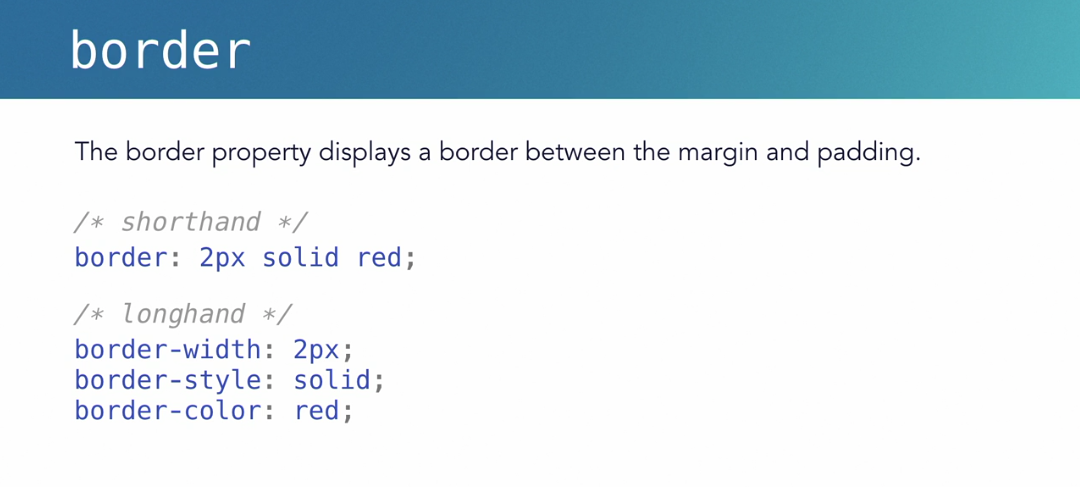 border
The border property displays a border between the margin and padding.
/* shorthand */
border: 2px solid red;
/* longhand */
border-width: 2px;
border-style: solid;
border-color: red;